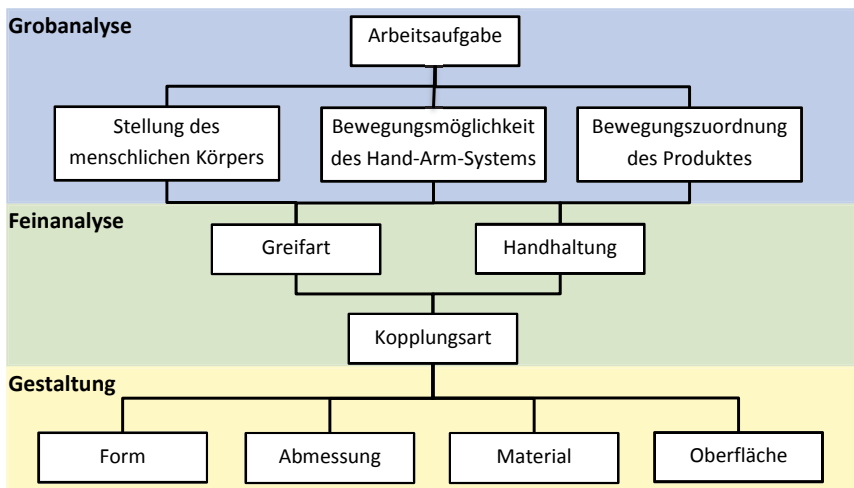 Grobanalyse
Arbeitsaufgabe
Stellung des
menschlichen Körpers
Bewegungsmöglichkeit
des Hand-Arm-Systems
Bewegungszuordnung
des Produktes
Feinanalyse
Greifart
Handhaltung
Kopplungsart
Gestaltung
Form
Abmessung
Material
Oberfläche